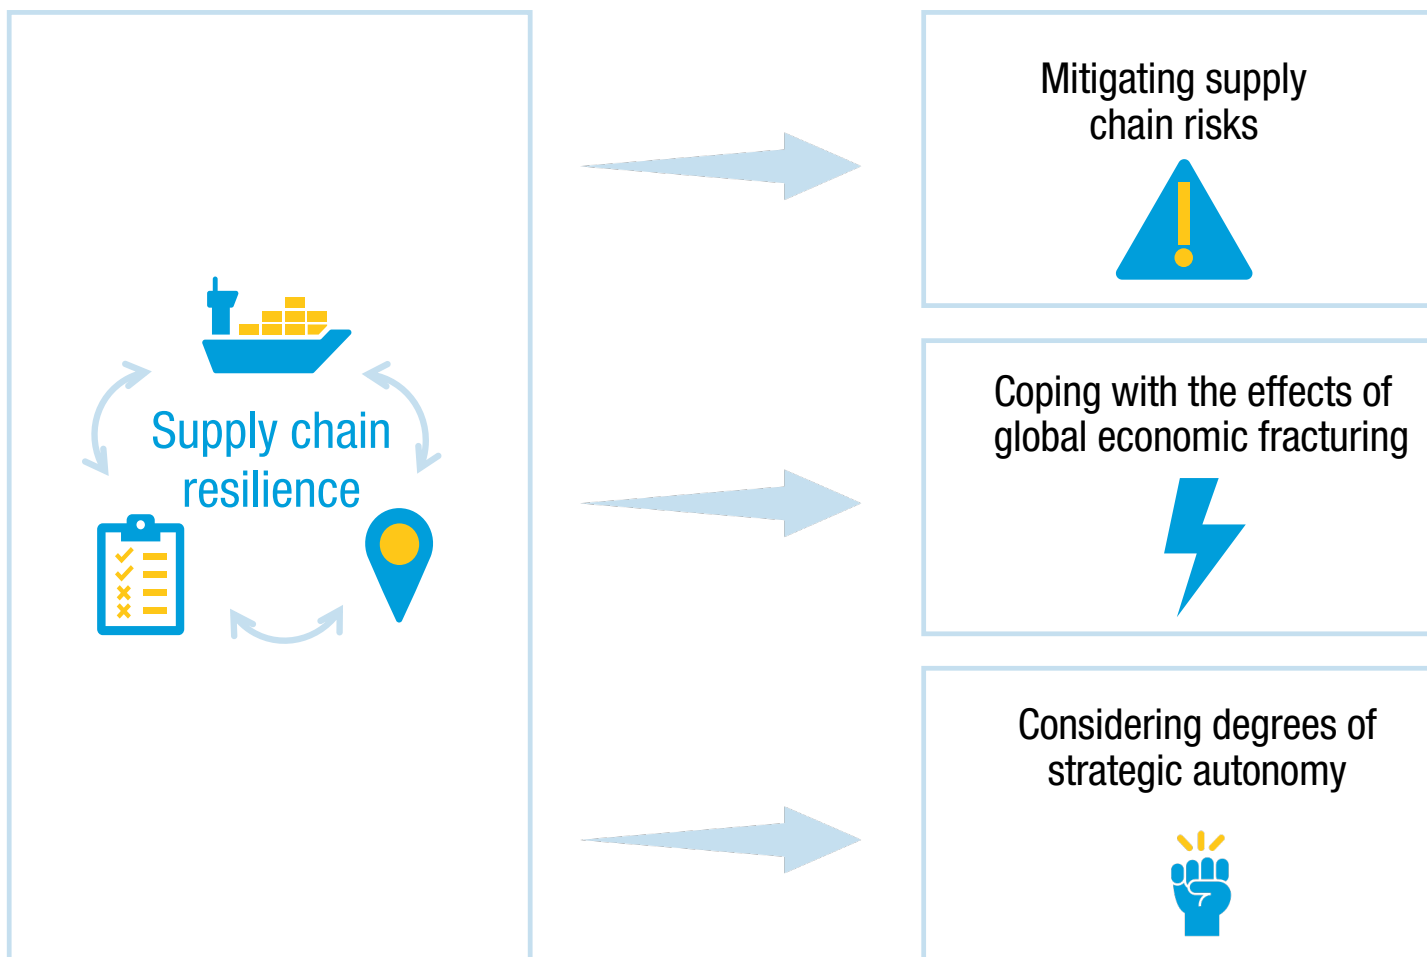 Supply chain
resilience
Mitigating supply
chain risks
Coping with the effects of
global economic fracturing
Considering degrees of
strategic autonomy